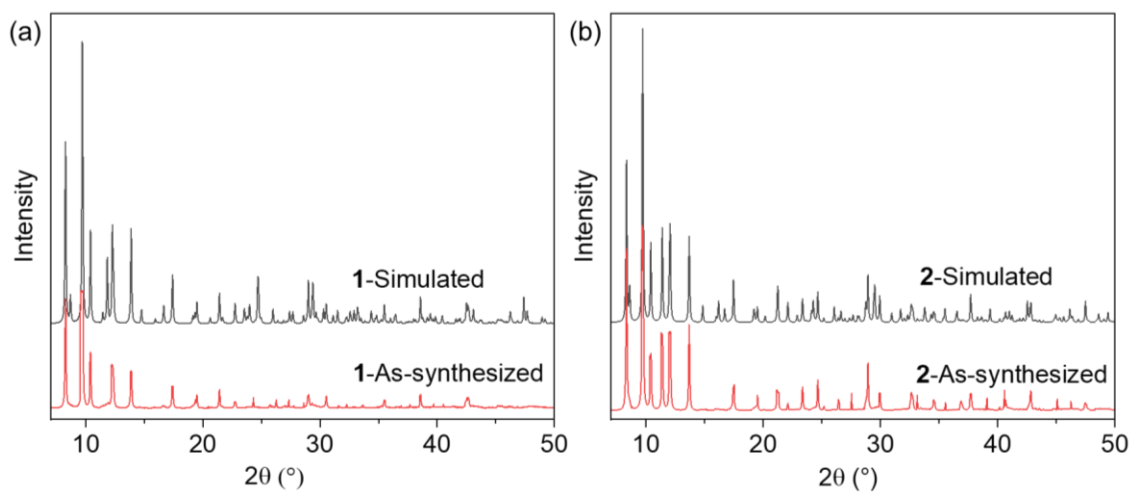 (a)
Intensity
1-Simulated
1-As-synthesized
10 20 30 40 50
2θ (°)
(b)
Intensity
2-Simulated
2-As-synthesized
10 20 30 40 50
2θ (°)